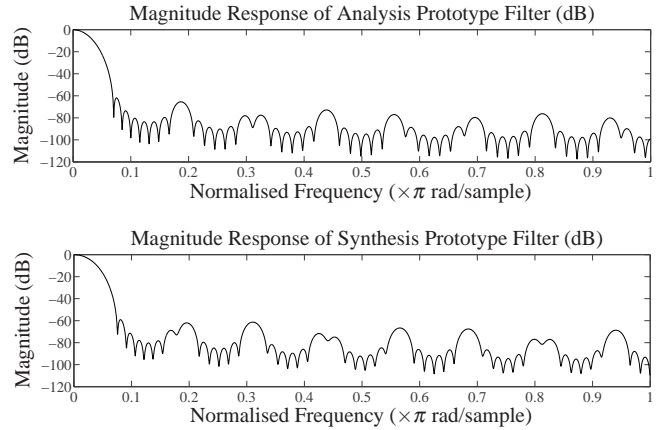 Magnitude Response of Analysis Prototype Filter (dB)
Magnitude (dB)
0
−20
−40
−60
−80
−100
−120
0 0.1 0.2 0.3 0.4 0.5 0.6 0.7 0.8 0.9 1
Normalised Frequency (×π rad/sample)
Magnitude Response of Synthesis Prototype Filter (dB)
Magnitude (dB)
0
−20
−40
−60
−80
−100
−120
0 0.1 0.2 0.3 0.4 0.5 0.6 0.7 0.8 0.9 1
Normalised Frequency (×π rad/sample)